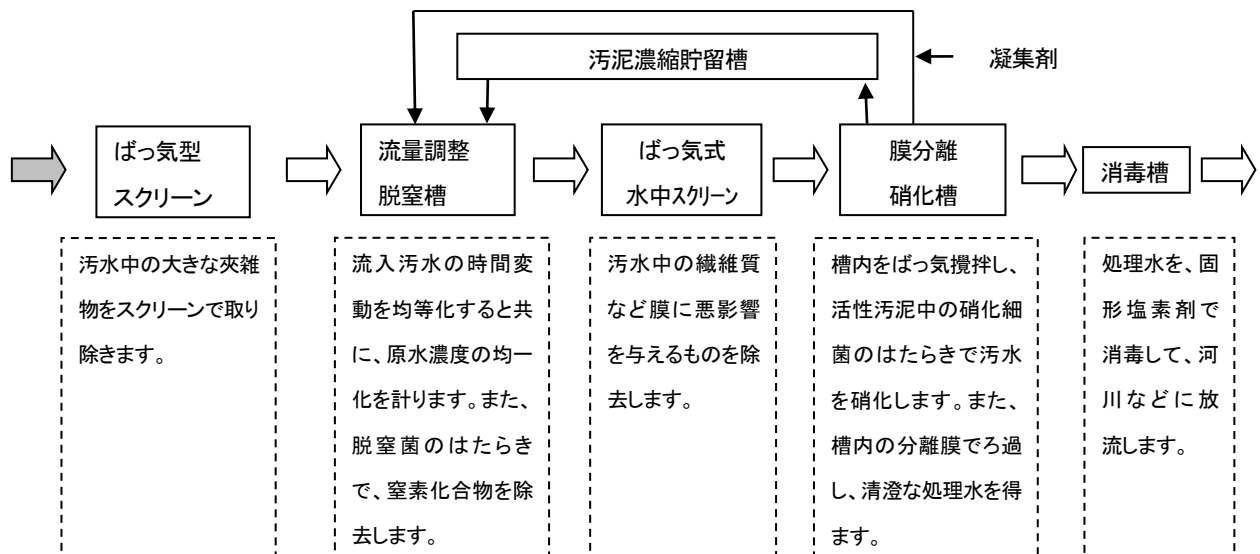 汚泥濃縮貯留槽
凝集剤
ばっ気型
スクリーン
流量調整
脱窒槽
ばっ気式
水中スクリーン
膜分離
硝化槽
消毒槽
汚水中の大きな夾雑
物をスクリーンで取り
除きます。
流入汚水の時間変
動を均等化すると共
に、原水濃度の均一
化を計ります。また、
脱窒菌のはたらき
で、窒素化合物を除
去します。
汚水中の繊維質
など膜に悪影響
を与えるものを除
去します。
槽内をばっ気攪拌し、
活性汚泥中の硝化細
菌のはたらきで汚水
を硝化します。また、
槽内の分離膜でろ過
し、清澄な処理水を得
ます。
処理水を、固
形塩素剤で
消毒して、河
川などに放
流します。